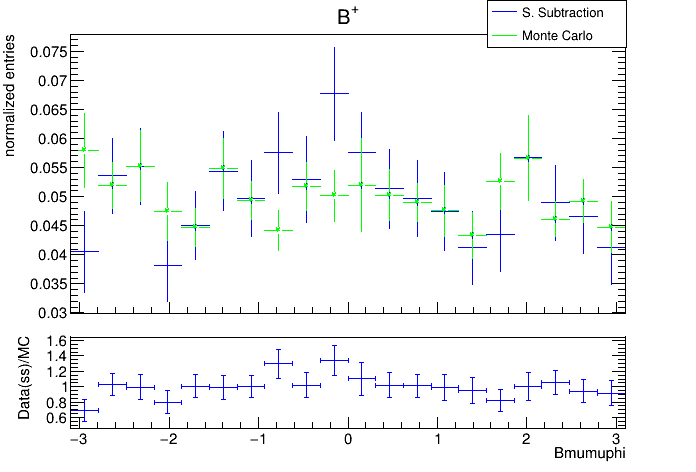 B+
S. Subtraction
Monte Carlo
normalized entries
0.075
0.07
0.065
0.06
0.055
0.05
0.045
0.04
0.035
0.03
Data(ss)/MC
1.6
1.4
1.2
1
0.8
0.6
−3 −2 −1 0 1 2 3
Bmumuphi